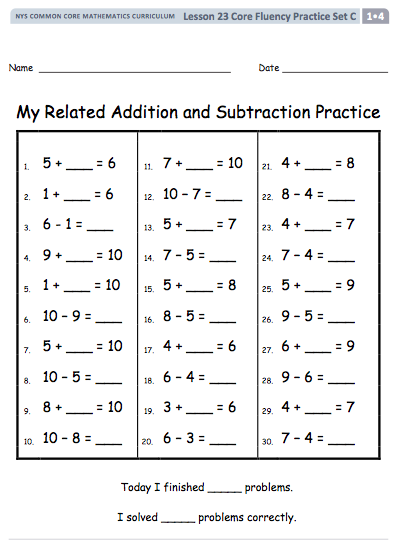 NYS COMMON CORE MATHEMATICS CURRICULUM Lesson 23 Core Fluency Practice Set C 1•4
Name ____ Date ____
My Related Addition and Subtraction Practice
1. 5 + ____ = 6
2. 1 + ____ = 6
3. 6 - 1 = ____
4. 9 + ____ = 10
5. 1 + ____ = 10
6. 10 - 9 = ____
7. 5 + ____ = 10
8. 10 - 5 = ____
9. 8 + ____ = 10
10. 10 - 8 = ____
11. 7 + ____ = 10
12. 10 - 7 = ____
13. 5 + ____ = 7
14. 7 - 5 = ____
15. 5 + ____ = 8
16. 8 - 5 = ____
17. 4 + ____ = 6
18. 6 - 4 = ____
19. 3 + ____ = 6
20. 6 - 3 = ____
21. 4 + ____ = 8
22. 8 - 4 = ____
23. 4 + ____ = 7
24. 7 - 4 = ____
25. 5 + ____ = 9
26. 9 - 5 = ____
27. 6 + ____ = 9
28. 9 - 6 = ____
29. 4 + ____ = 7
30. 7 - 4 = ____
Today I finished _____ problems.
I solved _____ problems correctly.